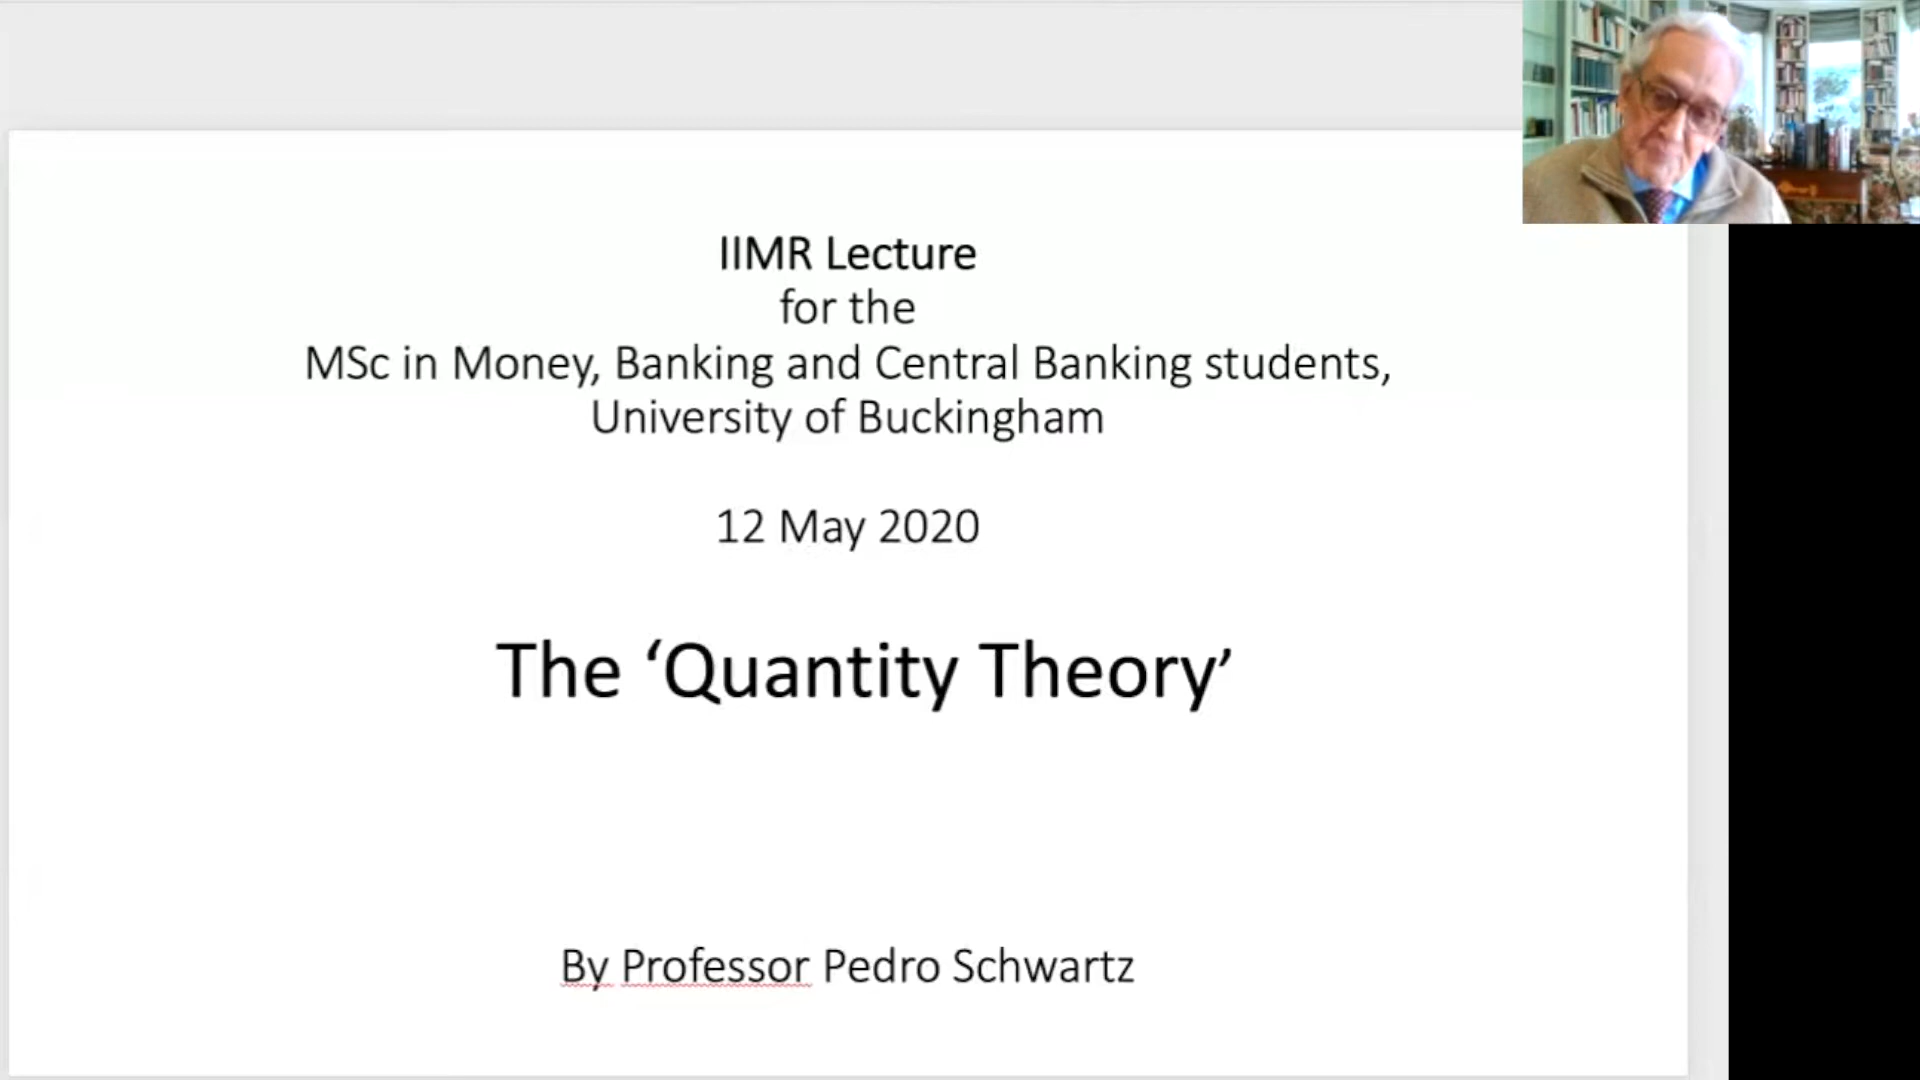 IIMR Lecture
for the
MSc in Money, Banking and Central Banking students,
University of Buckingham
12 May 2020
The ‘Quantity Theory’
By Professor Pedro Schwartz